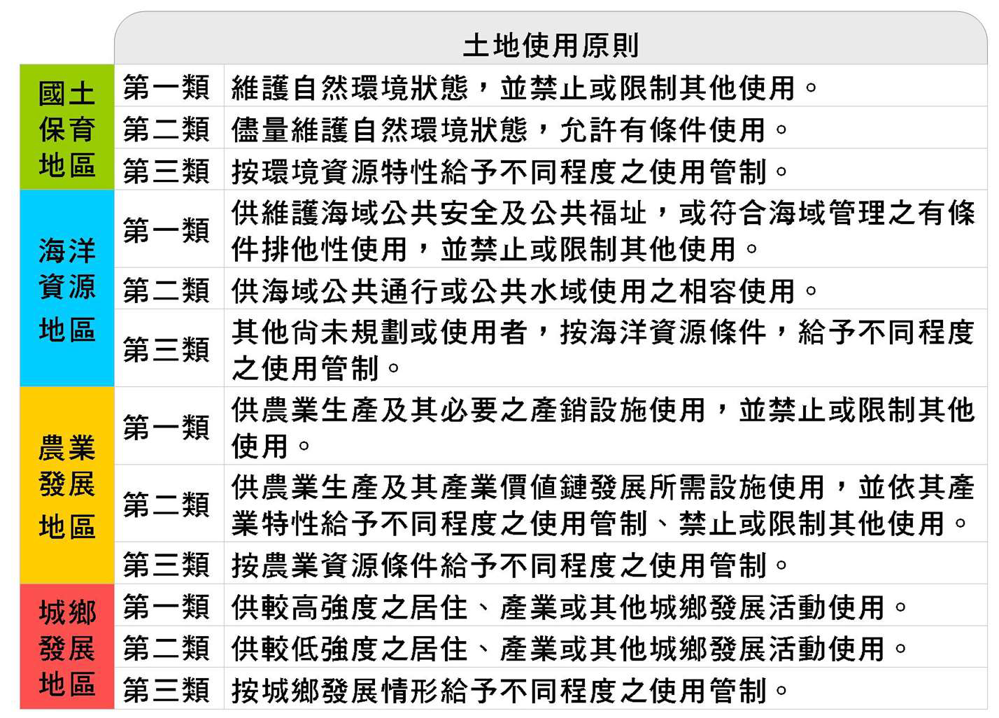 土地使用原則
國土
保育
地區
第一類
維護自然環境狀態，並禁止或限制其他使用。
第二類
儘量維護自然環境狀態，允許有條件使用。
第三類
按環境資源特性給予不同程度之使用管制。
海洋
資源
地區
第一類
供維護海域公共安全及公共福址，或符合海域管理之有條
件排他性使用，並禁止或限制其他使用。
第二類
供海域公共通行或公共水域使用之相容使用。
第三類
其他尚未規劃或使用者，按海洋資源條件，給予不同程度
之使用管制。
農業
發展
地區
第一類
供農業生產及其必要之產銷設施使用，並禁止或限制其他
使用。
第二類
供農業生產及其產業價值鏈發展所需設施使用，並依其產
業特性給予不同程度之使用管制、禁止或限制其他使用。
第三類
按農業資源條件給予不同程度之使用管制。
城鄉
發展
地區
第一類
供較高強度之居住、產業或其他城鄉發展活動使用。
第二類
供較低強度之居住、產業或其他城鄉發展活動使用。
第三類
按城鄉發展情形給予不同程度之使用管制。